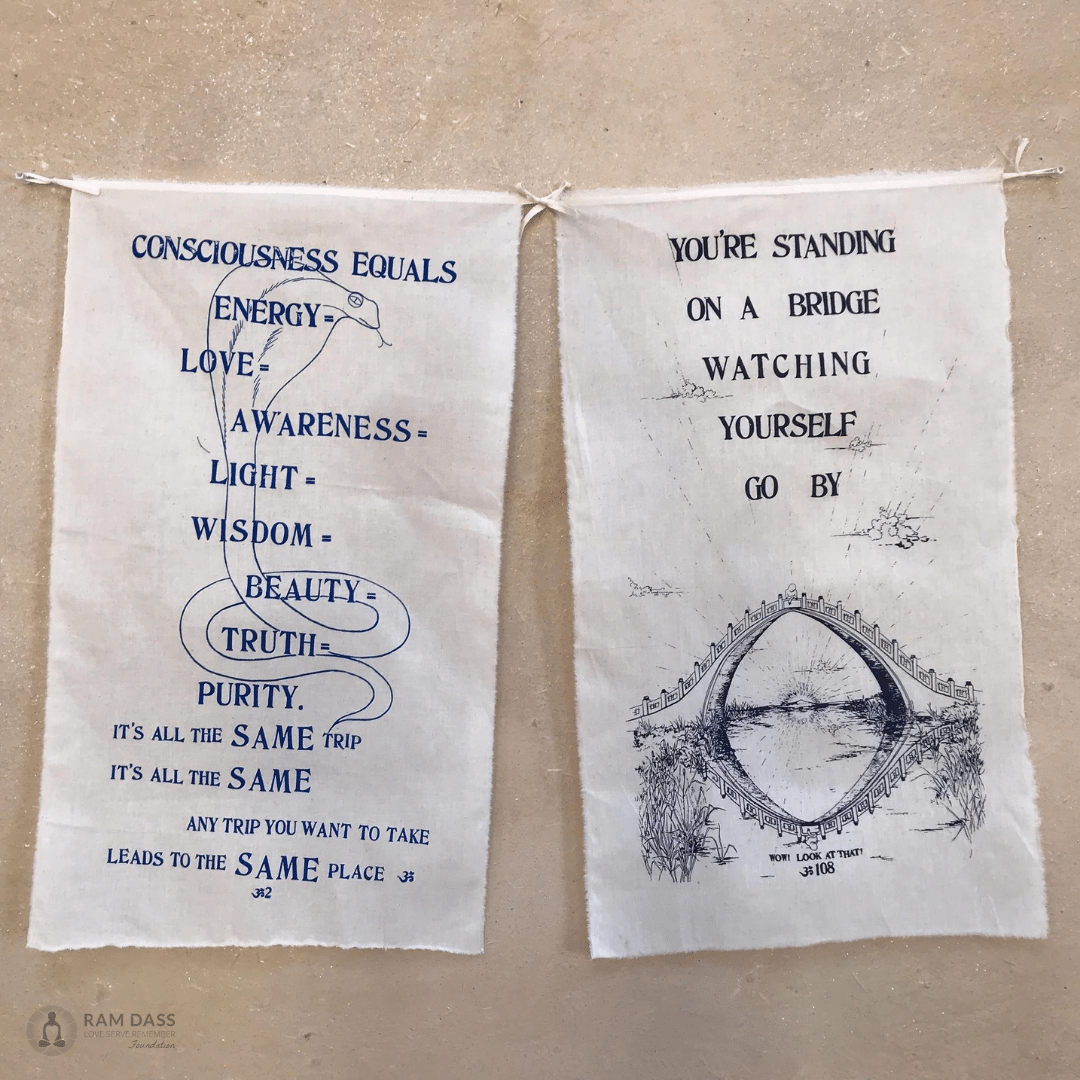 CONSCIOUSNESS EQUALS
ENERGY=
LOVE=
AWARENESS=
LIGHT=
WISDOM=
BEAUTY=
TRUTH=
PURITY.
IT'S ALL THE SAME TRIP
IT'S ALL THE SAME
ANY TRIP YOU WANT TO TAKE
LEADS TO THE SAME PLACE ॐ
ॐ2
YOU'RE STANDING
ON A BRIDGE
WATCHING
YOURSELF
GO BY
WOW! LOOK AT THAT!
ॐ108
RAM DASS
LOVE SERVE REMEMBER
Foundation